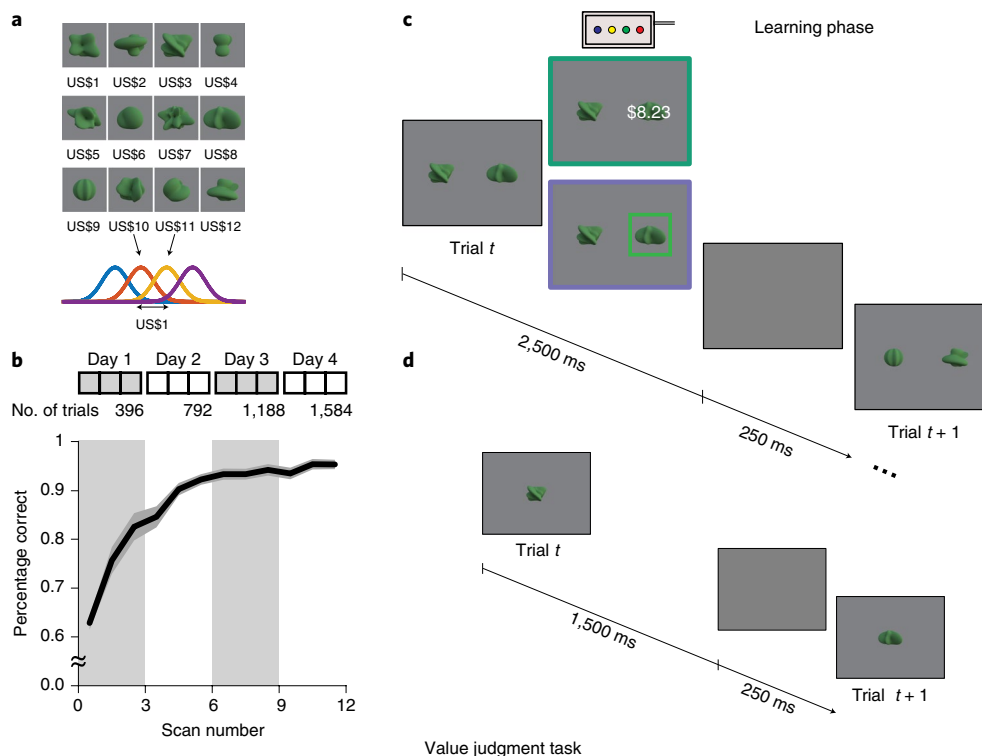 a
US$1 US$2 US$3 US$4
US$5 US$6 US$7 US$8
US$9 US$10 US$11 US$12
US$1
b
Day 1 Day 2 Day 3 Day 4
No. of trials 396 792 1,188 1,584
Percentage correct
1
0.9
0.8
0.7
0.6
0.0
0 3 6 9 12
Scan number
c
Learning phase
$8.23
Trial t
2,500 ms
250 ms
Trial t + 1
...
d
Trial t
1,500 ms
250 ms
Trial t + 1
Value judgment task